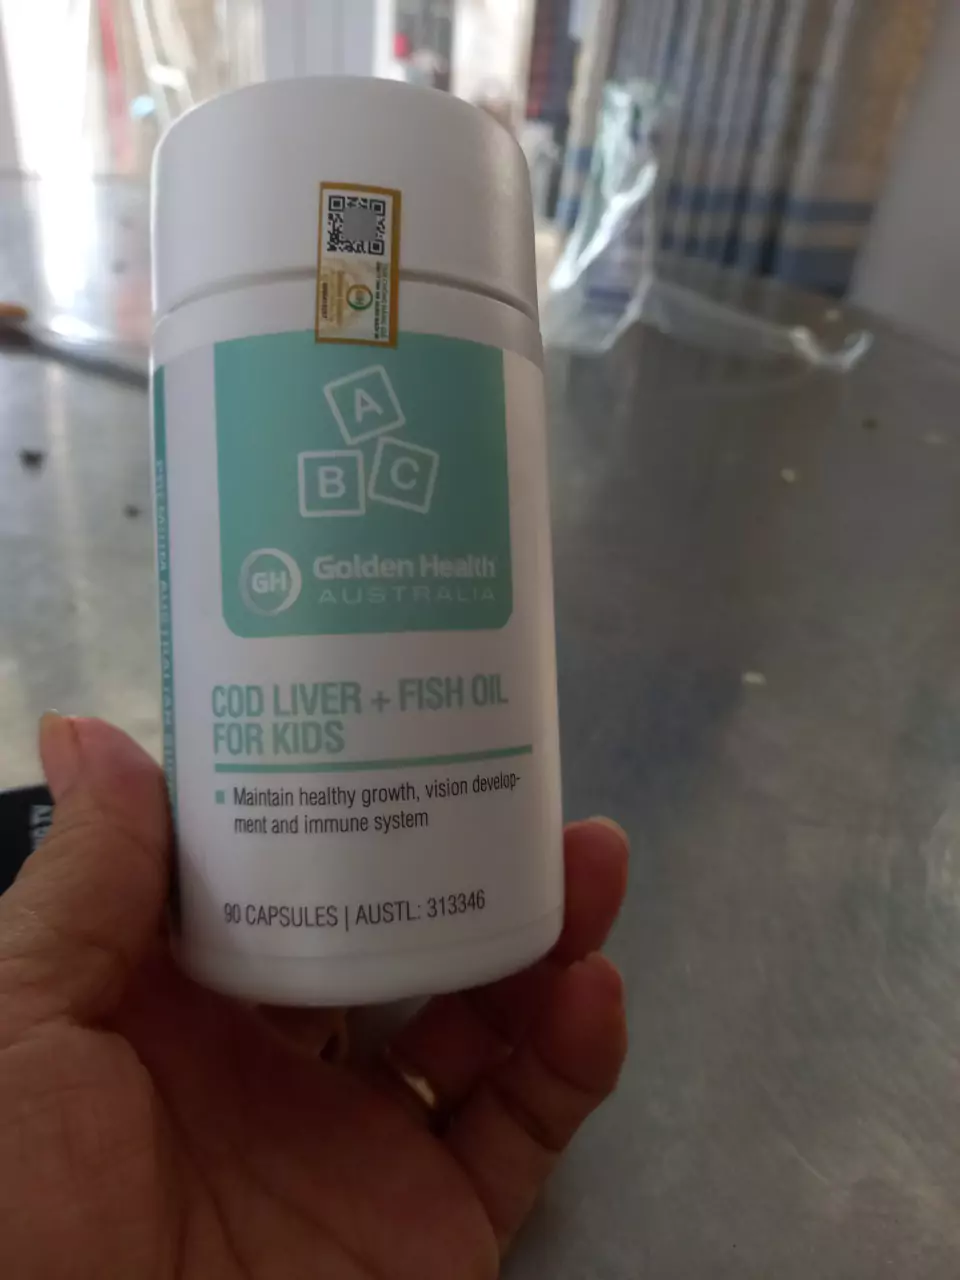 A
B
C
GH
Golden Health
AUSTRALIA
COD LIVER + FISH OIL
FOR KIDS
Maintain healthy growth, vision develop-
ment and immune system
90 CAPSULES | AUSTL: 313346